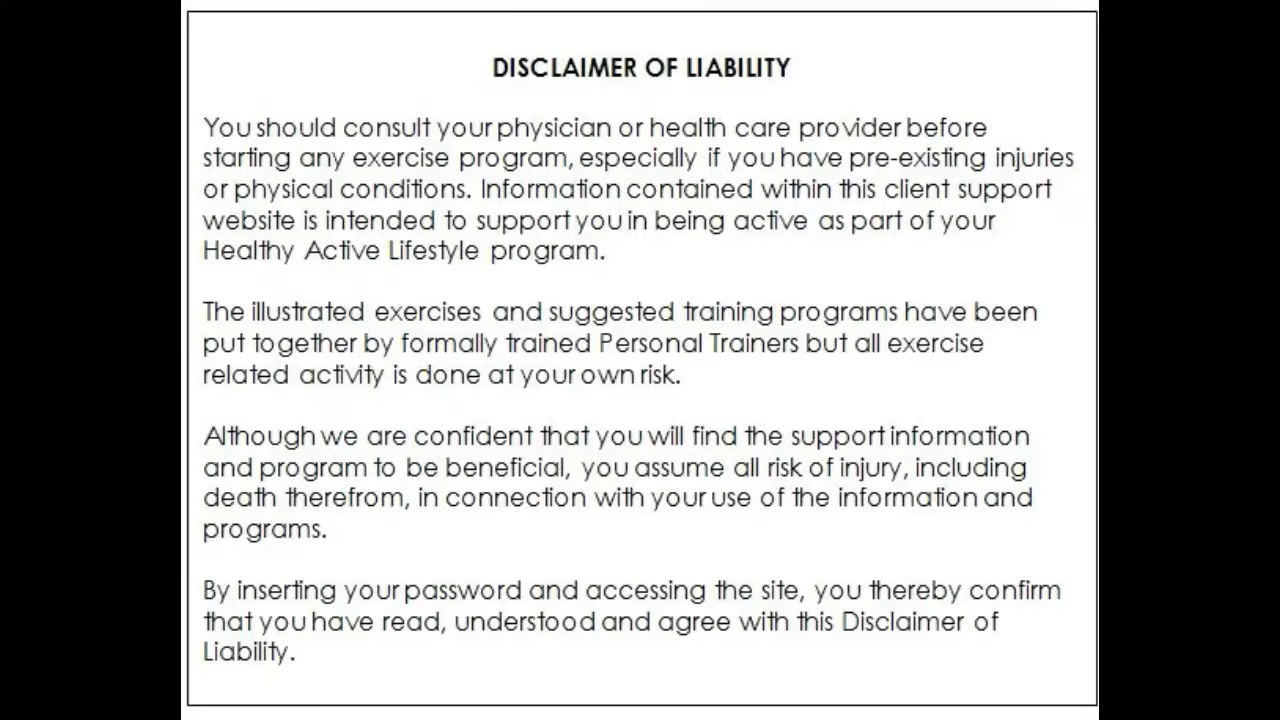 DISCLAIMER OF LIABILITY
You should consult your physician or health care provider before
starting any exercise program, especially if you have pre-existing injuries
or physical conditions. Information contained within this client support
website is intended to support you in being active as part of your
Healthy Active Lifestyle program.
The illustrated exercises and suggested training programs have been
put together by formally trained Personal Trainers but all exercise
related activity is done at your own risk.
Although we are confident that you will find the support information
and program to be beneficial, you assume all risk of injury, including
death therefrom, in connection with your use of the information and
programs.
By inserting your password and accessing the site, you thereby confirm
that you have read, understood and agree with this Disclaimer of
Liability.